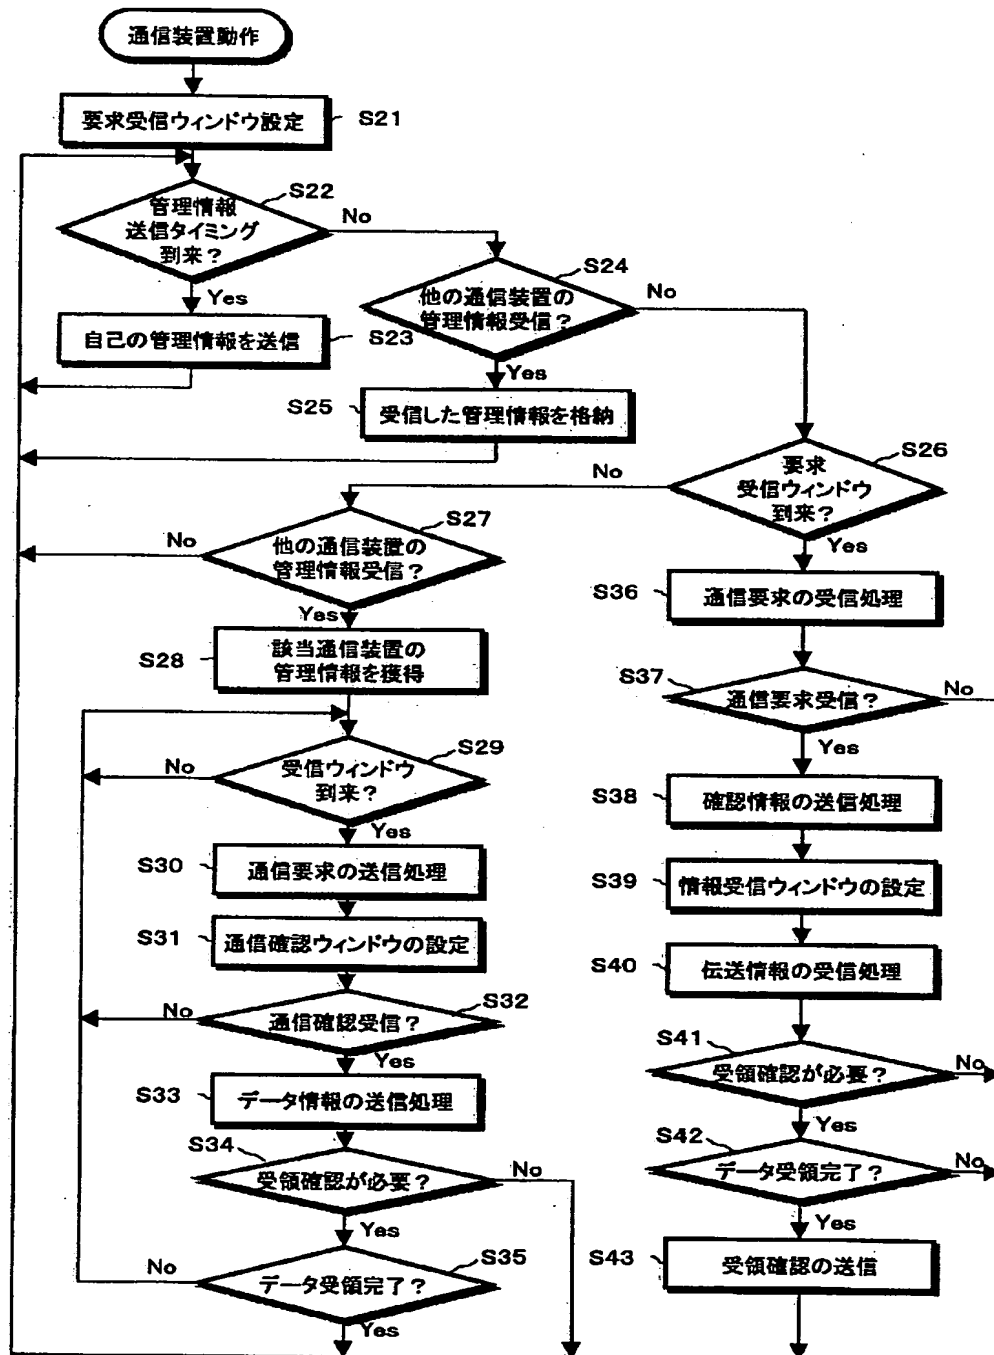 通信装置動作
要求受信ウィンドウ設定
S21
管理情報
送信タイミング
到来?
S22
No
Yes
自己の管理情報を送信
S23
他の通信装置の
管理情報受信?
S24
No
Yes
S25
受信した管理情報を格納
要求
受信ウィンドウ
到来?
S26
No
Yes
S27
他の通信装置の
管理情報受信?
No
Yes
S28
該当通信装置の
管理情報を獲得
S29
受信ウィンドウ
到来?
No
Yes
S30
通信要求の送信処理
S31
通信確認ウィンドウの設定
S32
通信確認受信?
No
Yes
S33
データ情報の送信処理
S34
受領確認が必要?
No
Yes
S35
データ受領完了?
No
Yes
S36
通信要求の受信処理
S37
通信要求受信?
No
Yes
S38
確認情報の送信処理
S39
情報受信ウィンドウの設定
S40
伝送情報の受信処理
S41
受領確認が必要?
No
Yes
S42
データ受領完了?
No
Yes
S43
受領確認の送信